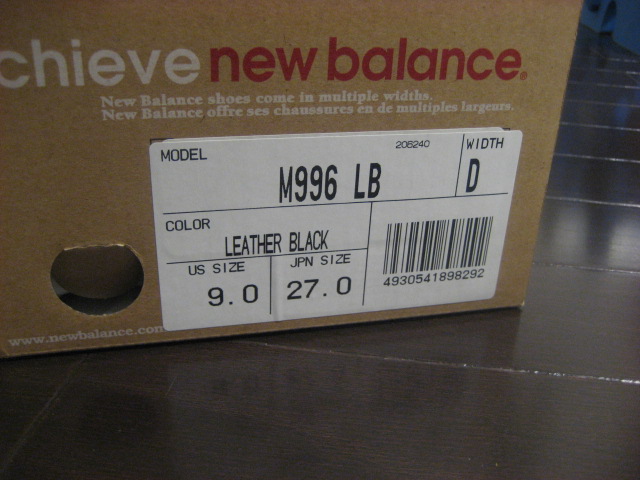 chieve new balance®
New Balance shoes come in multiple widths.
New Balance offre ses chaussures en de multiples largeurs.
MODEL
206240
WIDTH
M996 LB
D
COLOR
LEATHER BLACK
US SIZE
JPN SIZE
9.0
27.0
4930541898292
www.newbalance.com